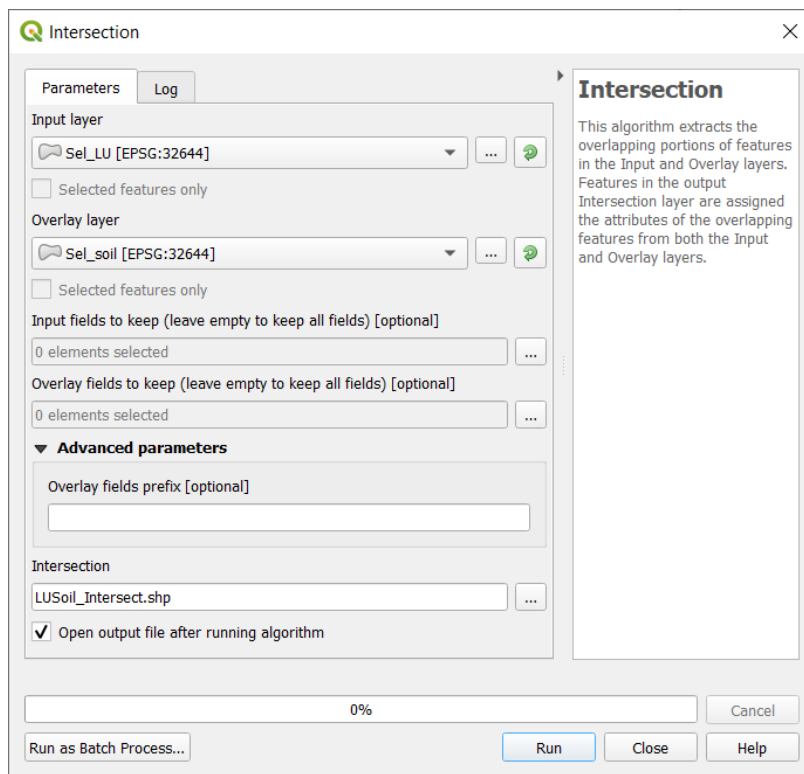 Intersection
Parameters
Log
Input layer
Sel_LU [EPSG:32644]
...
Selected features only
Overlay layer
Sel_soil [EPSG:32644]
...
Selected features only
Input fields to keep (leave empty to keep all fields) [optional]
0 elements selected
...
Overlay fields to keep (leave empty to keep all fields) [optional]
0 elements selected
...
Advanced parameters
Overlay fields prefix [optional]
Intersection
LUSoil_Intersect.shp
...
Open output file after running algorithm
Intersection
This algorithm extracts the
overlapping portions of features
in the Input and Overlay layers.
Features in the output
Intersection layer are assigned
the attributes of the overlapping
features from both the Input
and Overlay layers.
0%
Cancel
Run as Batch Process...
Run
Close
Help